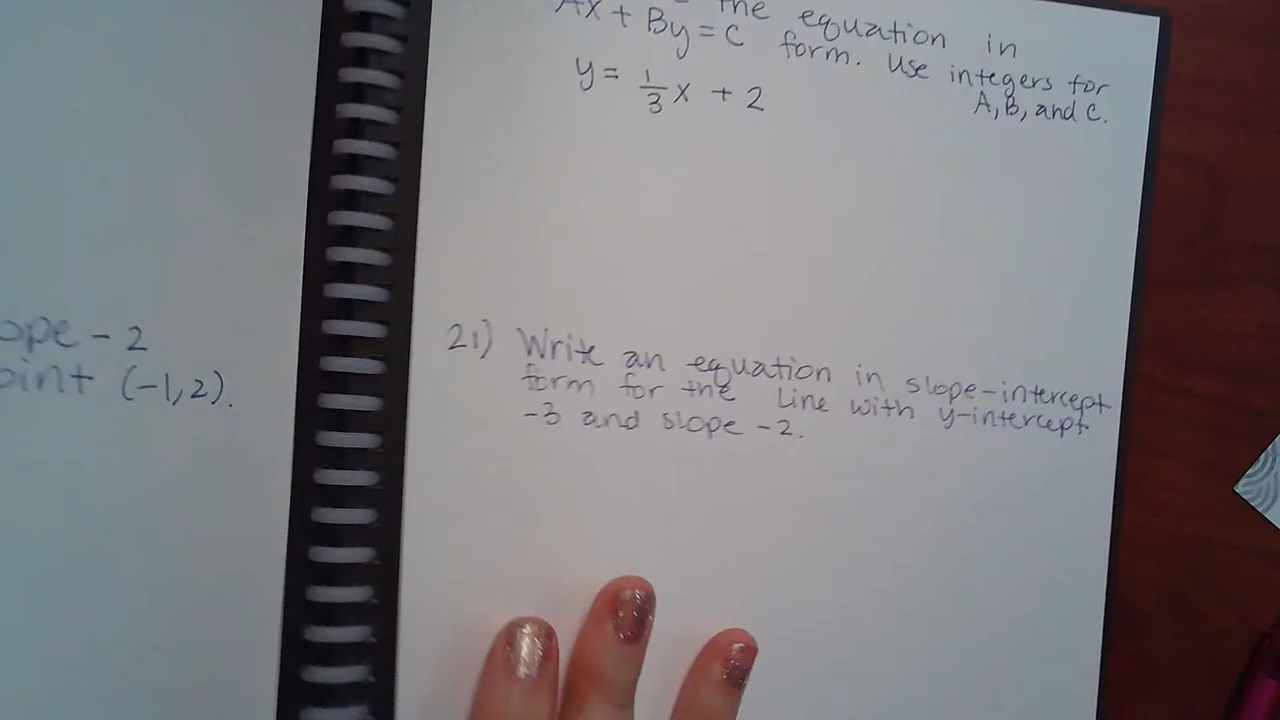 ope -2
oint (-1,2).
the equation in
Ax + By = C form. Use integers for
A, B, and C.
y = 1/3 x + 2
21) Write an equation in slope-intercept
form for the line with y-intercept
-3 and slope -2.